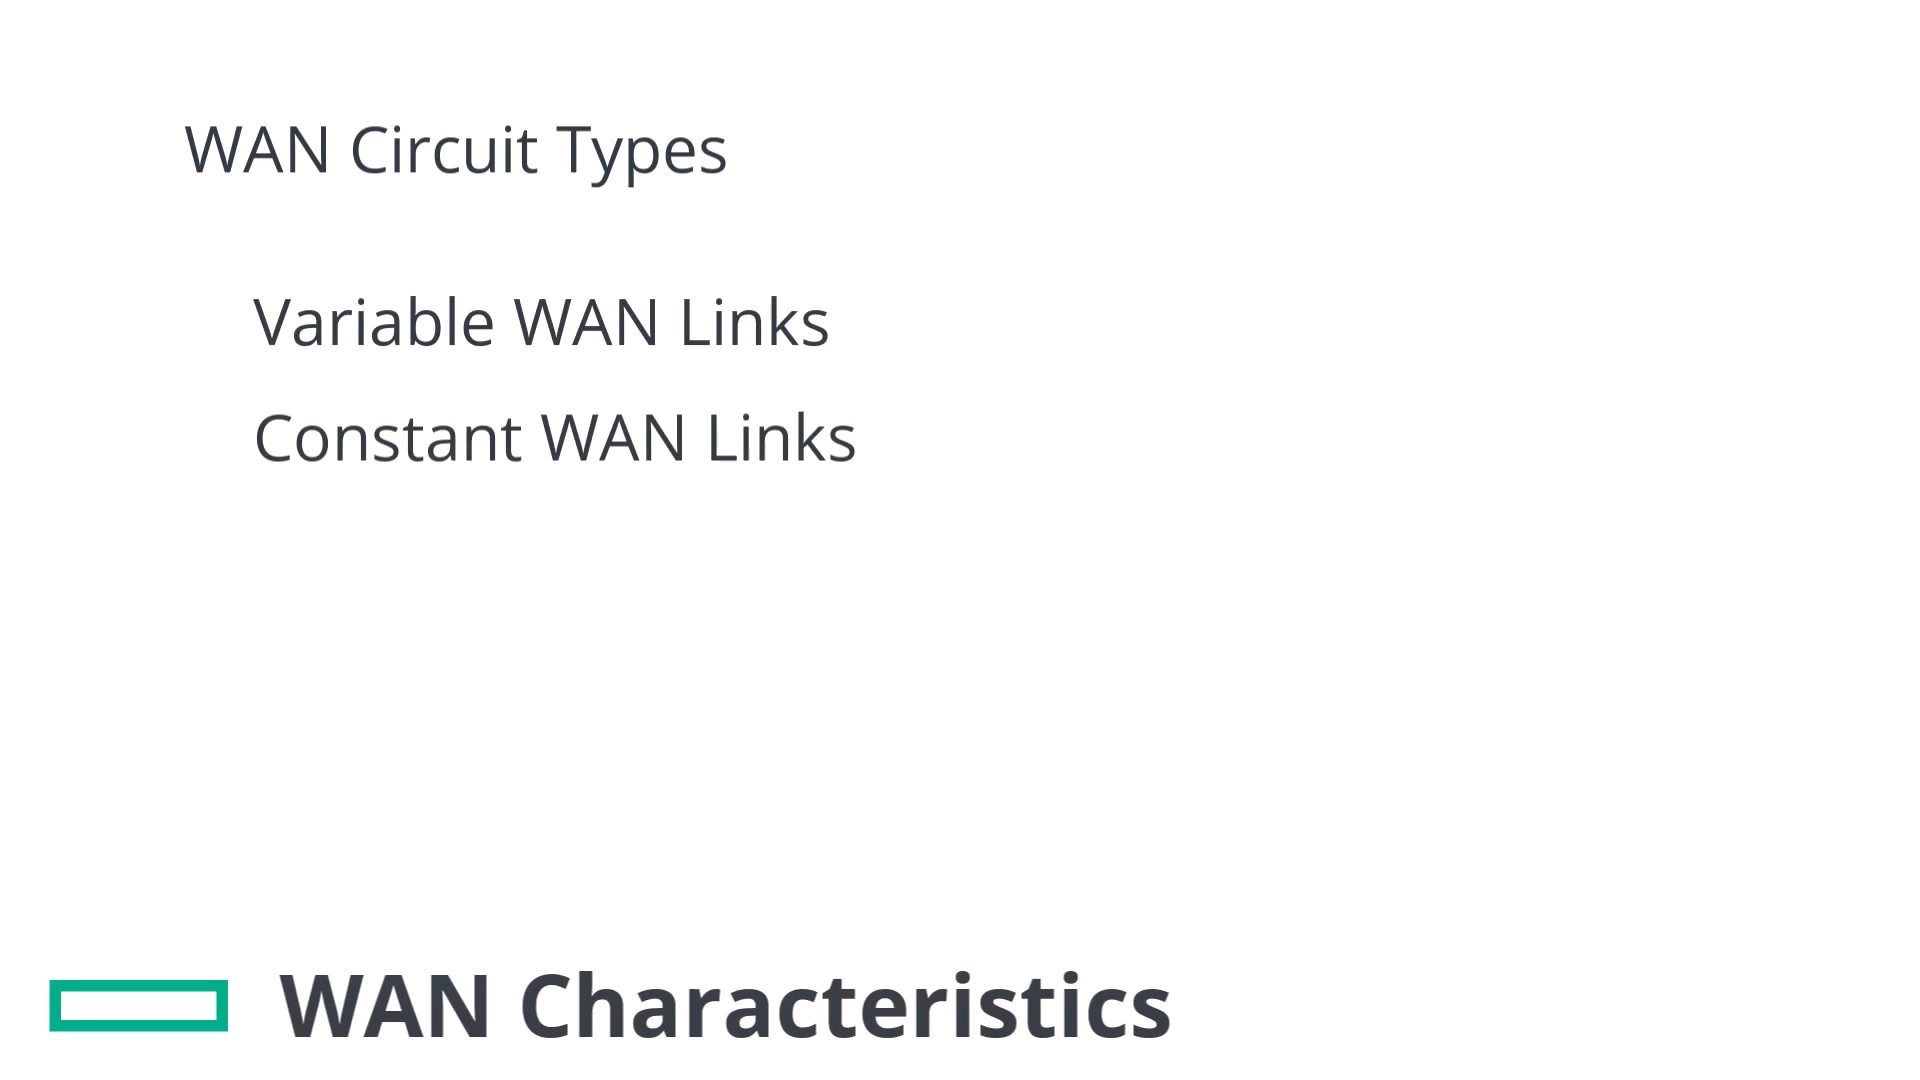 WAN Circuit Types
Variable WAN Links
Constant WAN Links
WAN Characteristics